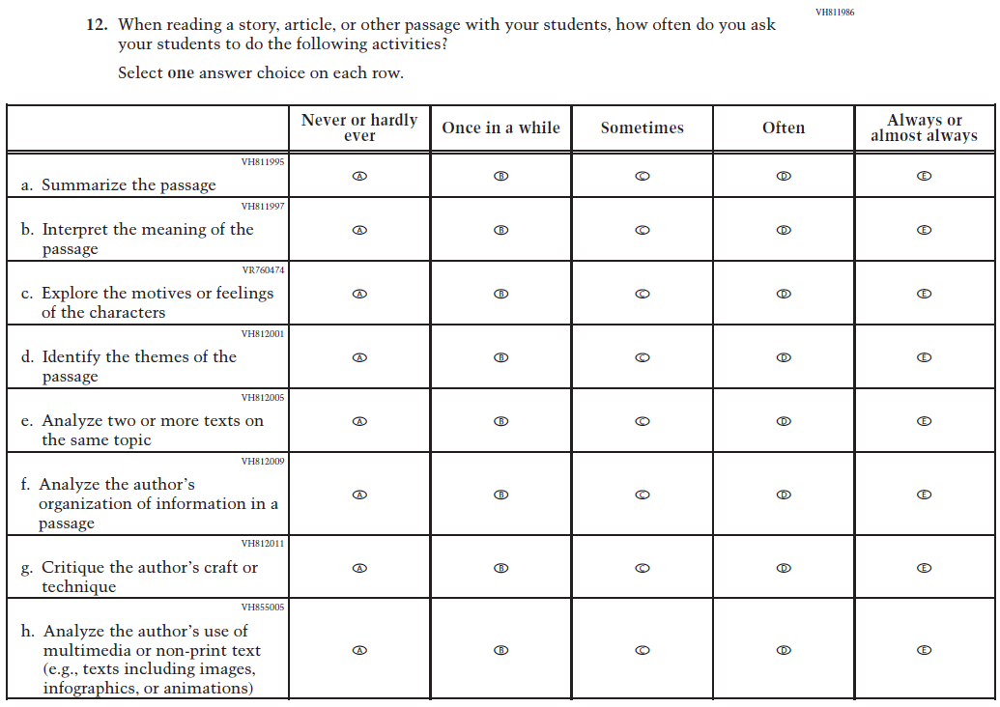 VH811986
12. When reading a story, article, or other passage with your students, how often do you ask
your students to do the following activities?
Select one answer choice on each row.
Never or hardly
ever
Once in a while
Sometimes
Often
Always or
almost always
VH811995
a. Summarize the passage
A B C D E
VH811997
b. Interpret the meaning of the
passage
A B C D E
VR760474
c. Explore the motives or feelings
of the characters
A B C D E
VH812001
d. Identify the themes of the
passage
A B C D E
VH812005
e. Analyze two or more texts on
the same topic
A B C D E
VH812009
f. Analyze the author's
organization of information in a
passage
A B C D E
VH812011
g. Critique the author's craft or
technique
A B C D E
VH855005
h. Analyze the author's use of
multimedia or non-print text
(e.g., texts including images,
infographics, or animations)
A B C D E